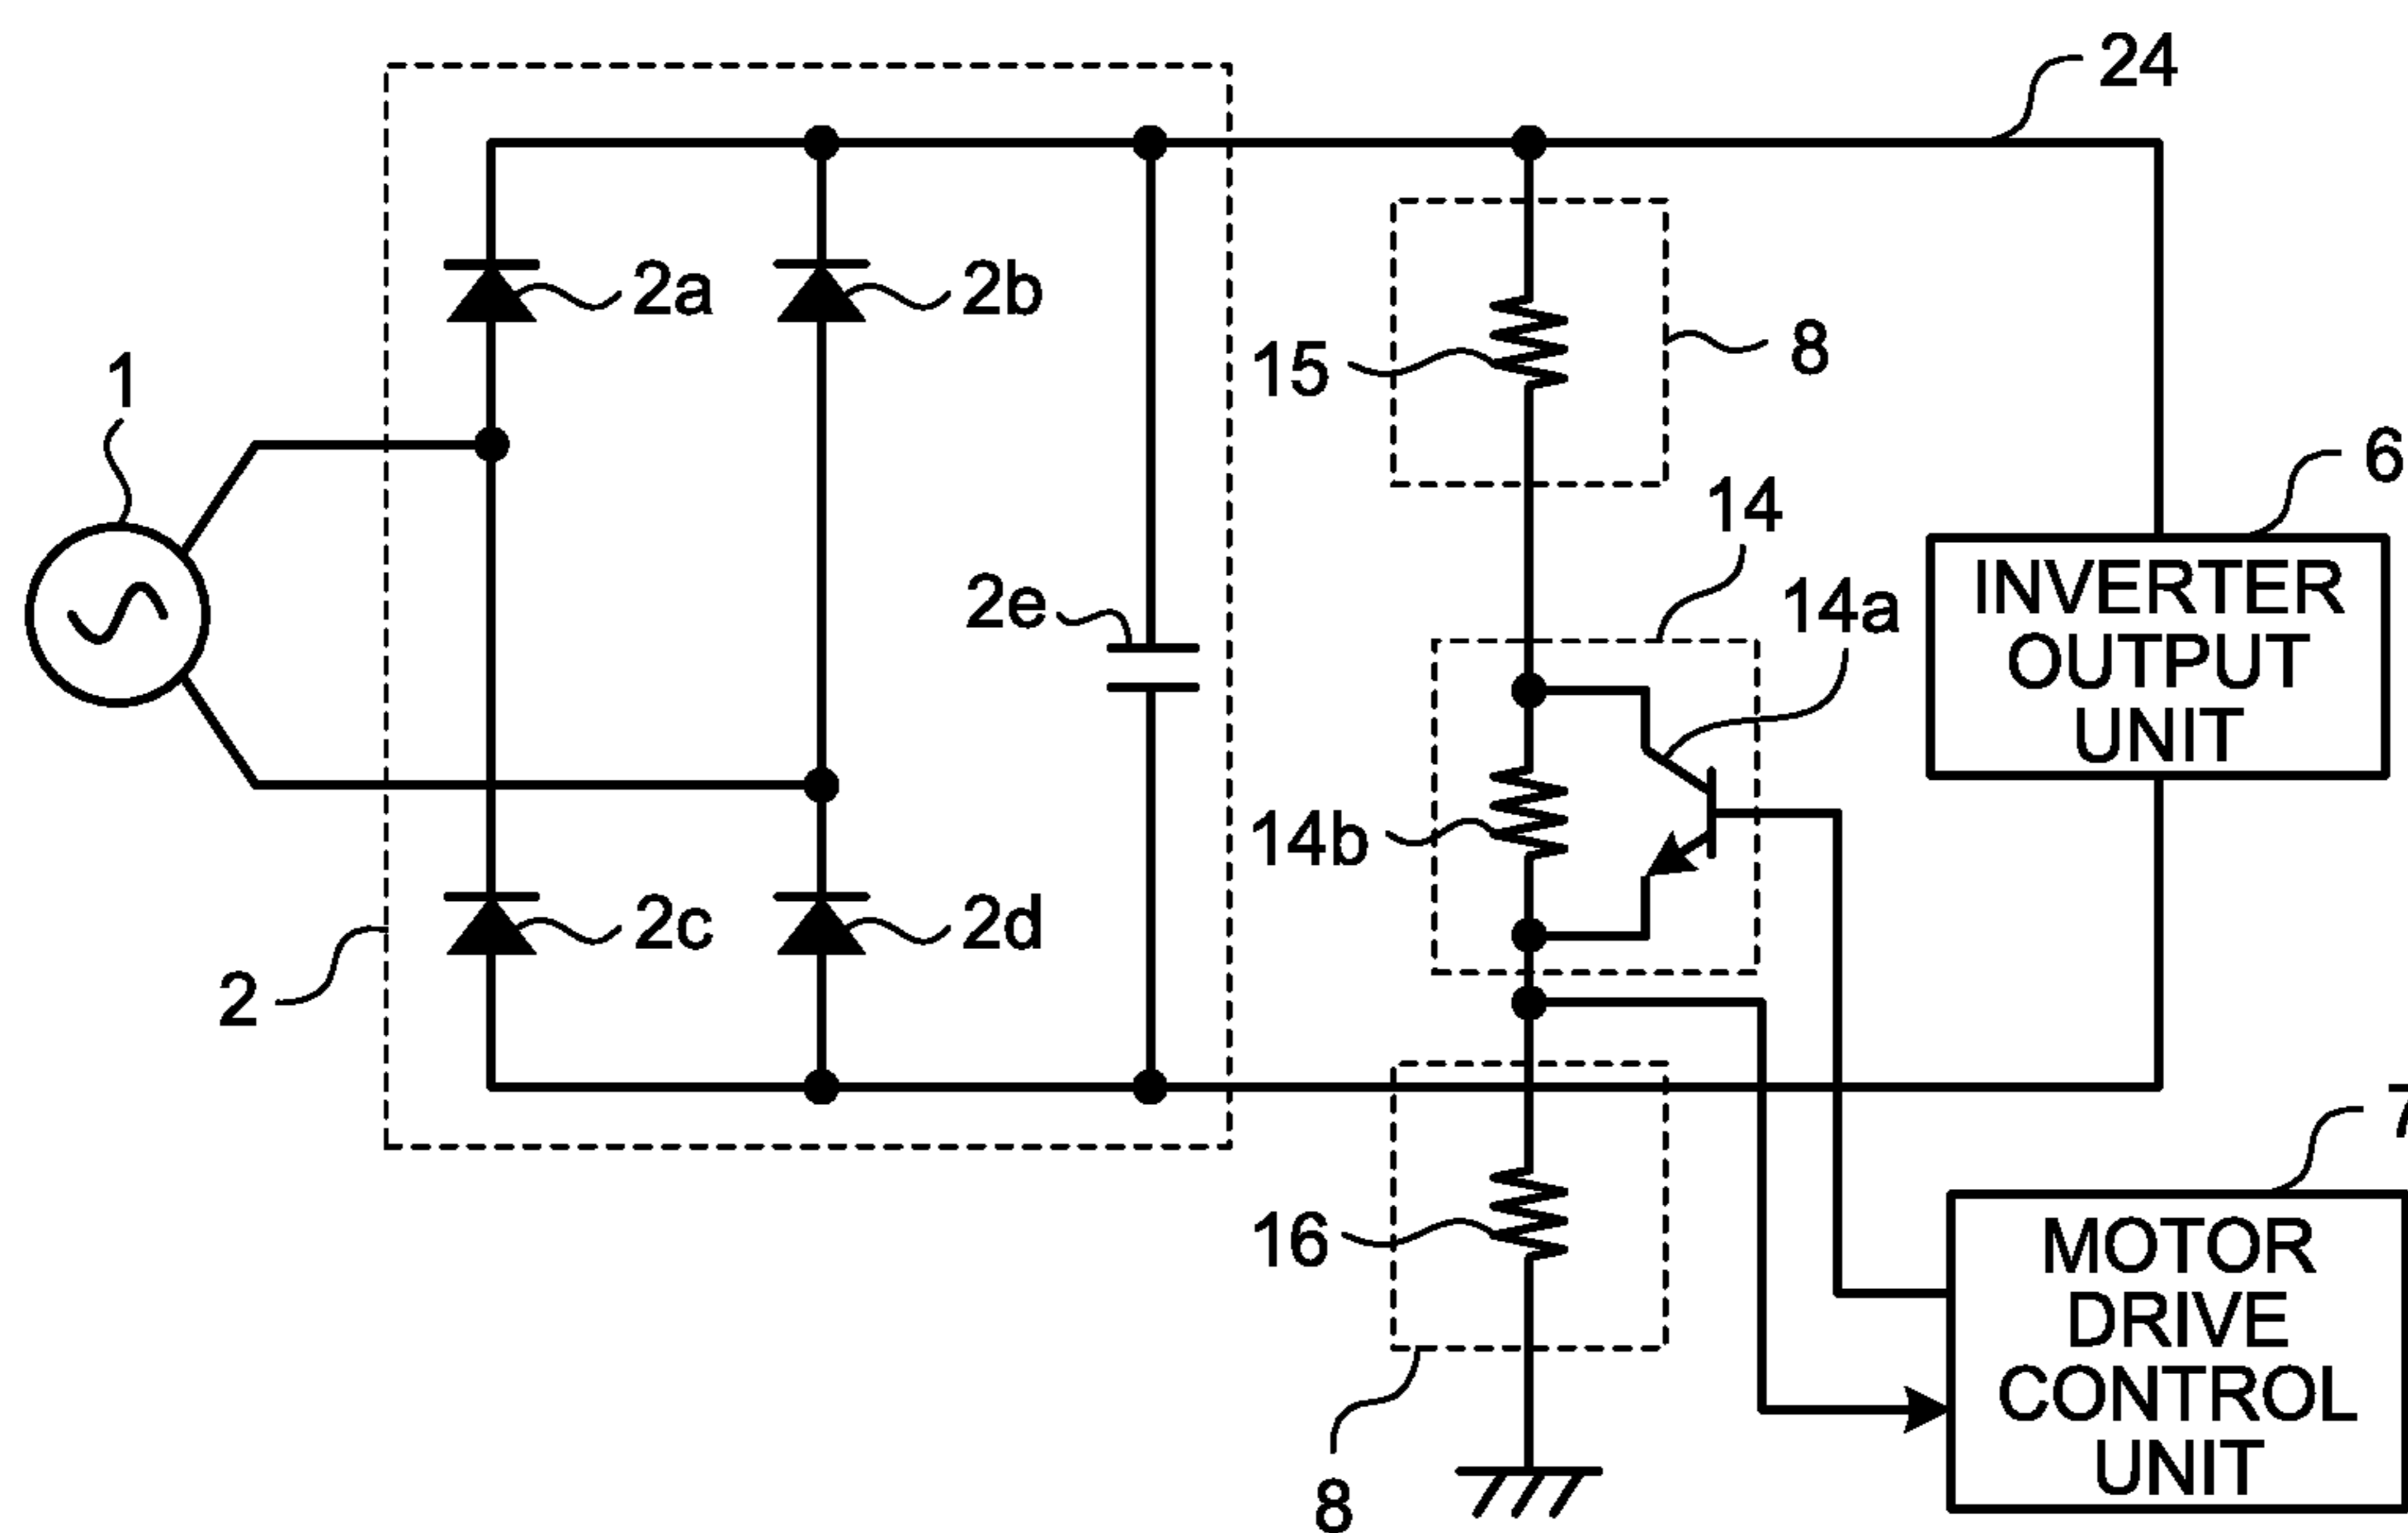 24
2a
2b
1
15
8
6
14
14a
2e
INVERTER
OUTPUT
UNIT
14b
2c
2d
2
7
16
MOTOR
DRIVE
CONTROL
UNIT
8